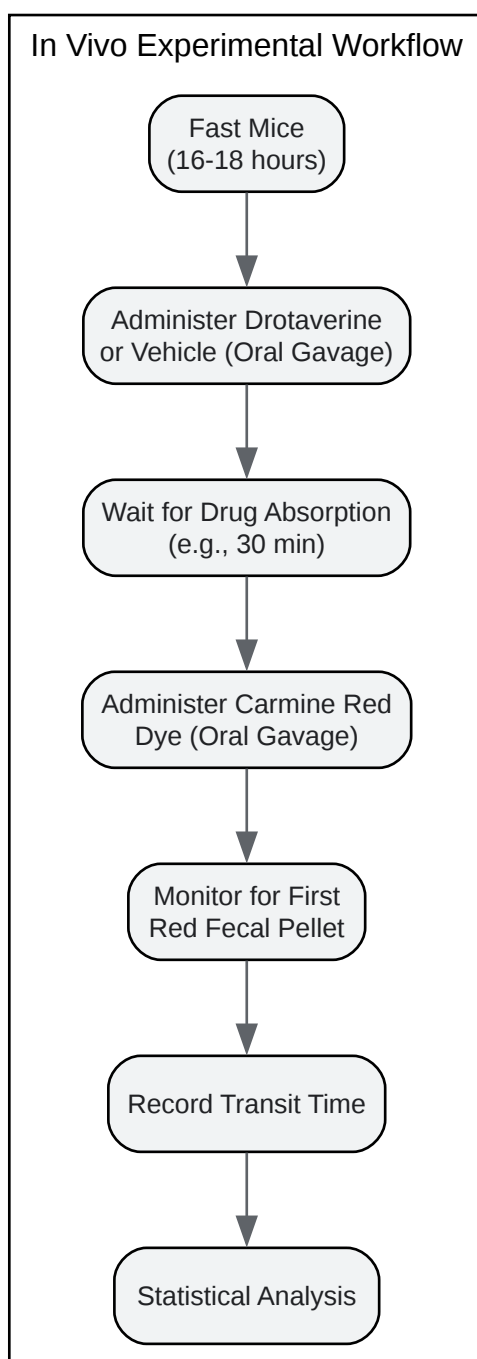 In Vivo Experimental Workflow
Fast Mice
(16-18 hours)
Administer Drotaverine
or Vehicle (Oral Gavage)
Wait for Drug Absorption
(e.g., 30 min)
Administer Carmine Red
Dye (Oral Gavage)
Monitor for First
Red Fecal Pellet
Record Transit Time
Statistical Analysis